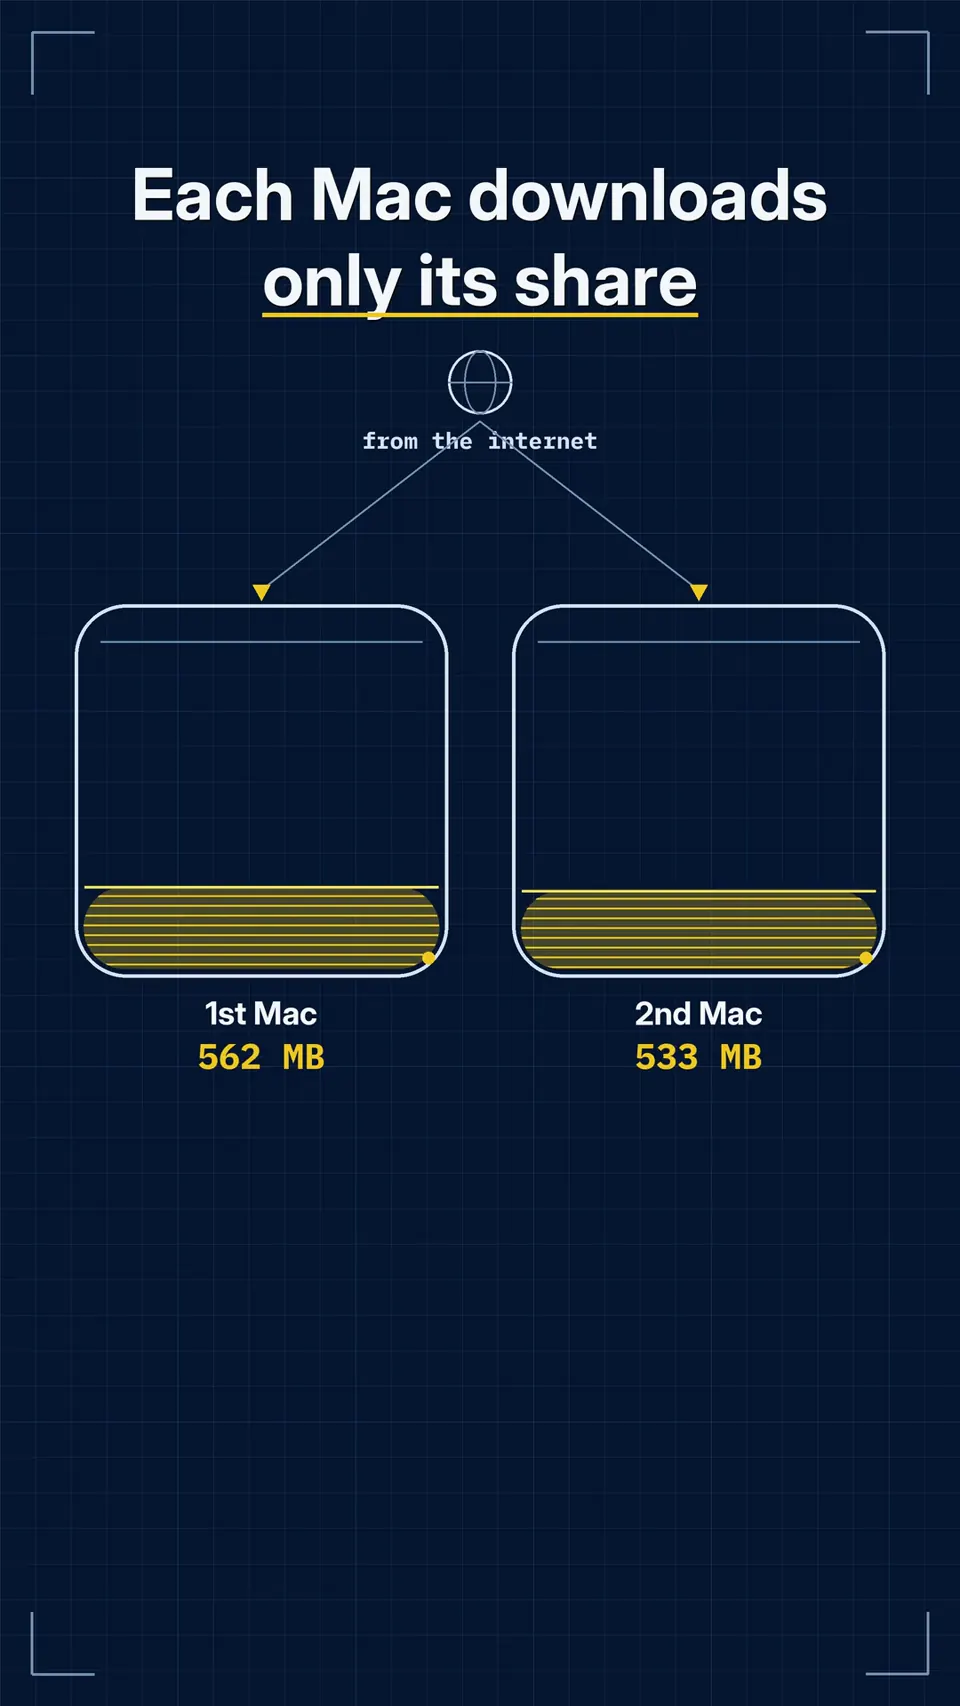 Each Mac downloads
only its share
from the internet
1st Mac
562 MB
2nd Mac
533 MB